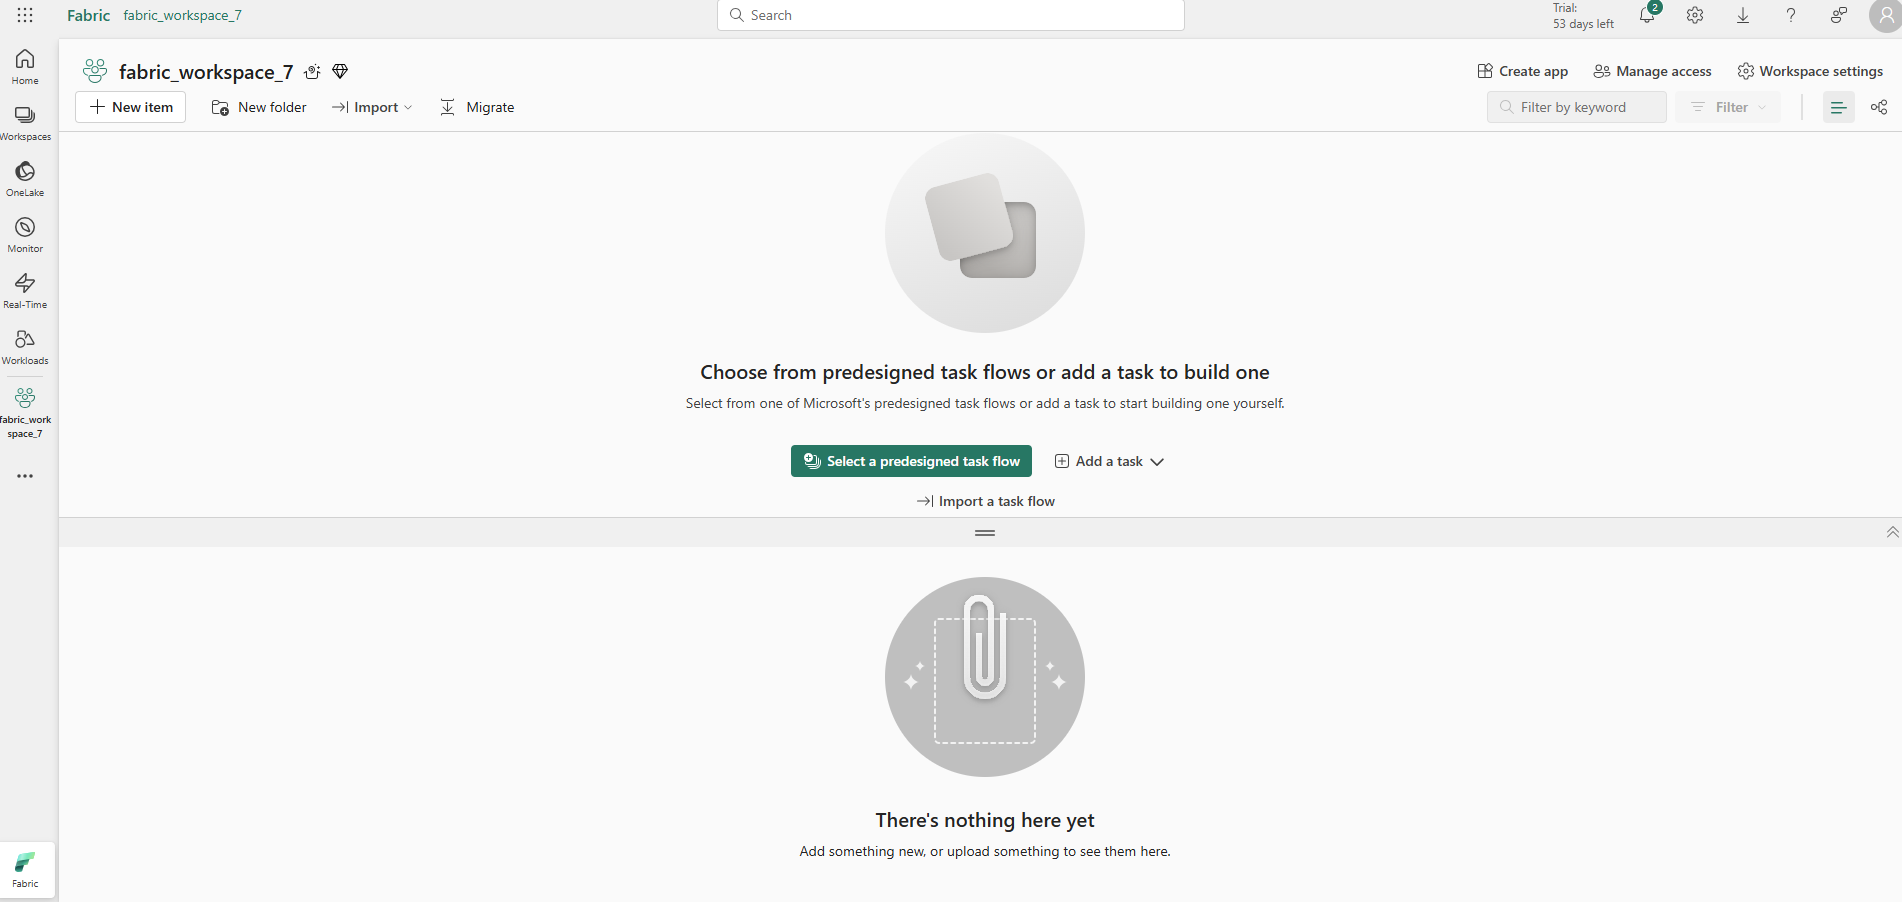 Fabric fabric_workspace_7
Search
Trial:
53 days left
2
Home
Workspaces
OneLake
Monitor
Real-Time
Workloads
fabric_work
space_7
Fabric
fabric_workspace_7
Create app
Manage access
Workspace settings
New item
New folder
Import
Migrate
Filter by keyword
Filter
Choose from predesigned task flows or add a task to build one
Select from one of Microsoft's predesigned task flows or add a task to start building one yourself.
Select a predesigned task flow
Add a task
Import a task flow
There's nothing here yet
Add something new, or upload something to see them here.